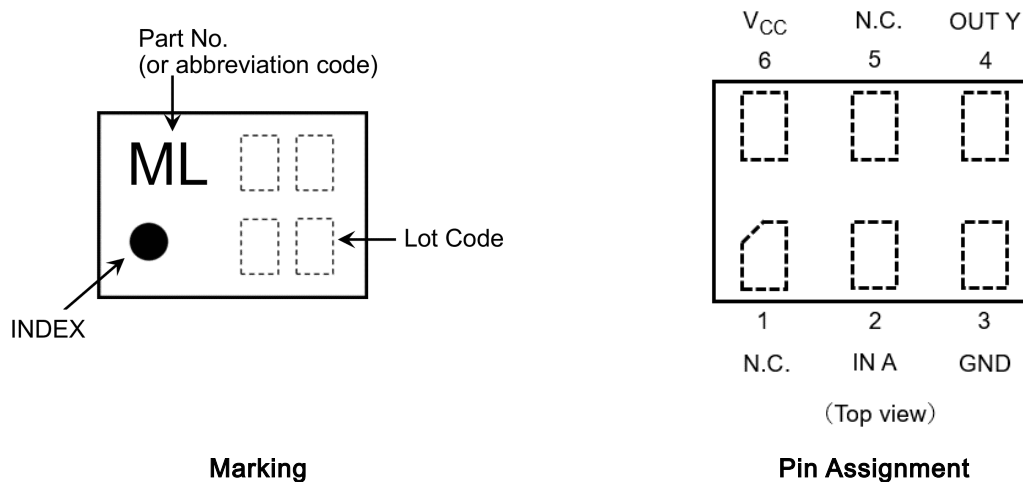 Part No.
(or abbreviation code)
ML
Lot Code
INDEX
Marking
VCC N.C. OUT Y
6 5 4
1 2 3
N.C. IN A GND
(Top view)
Pin Assignment